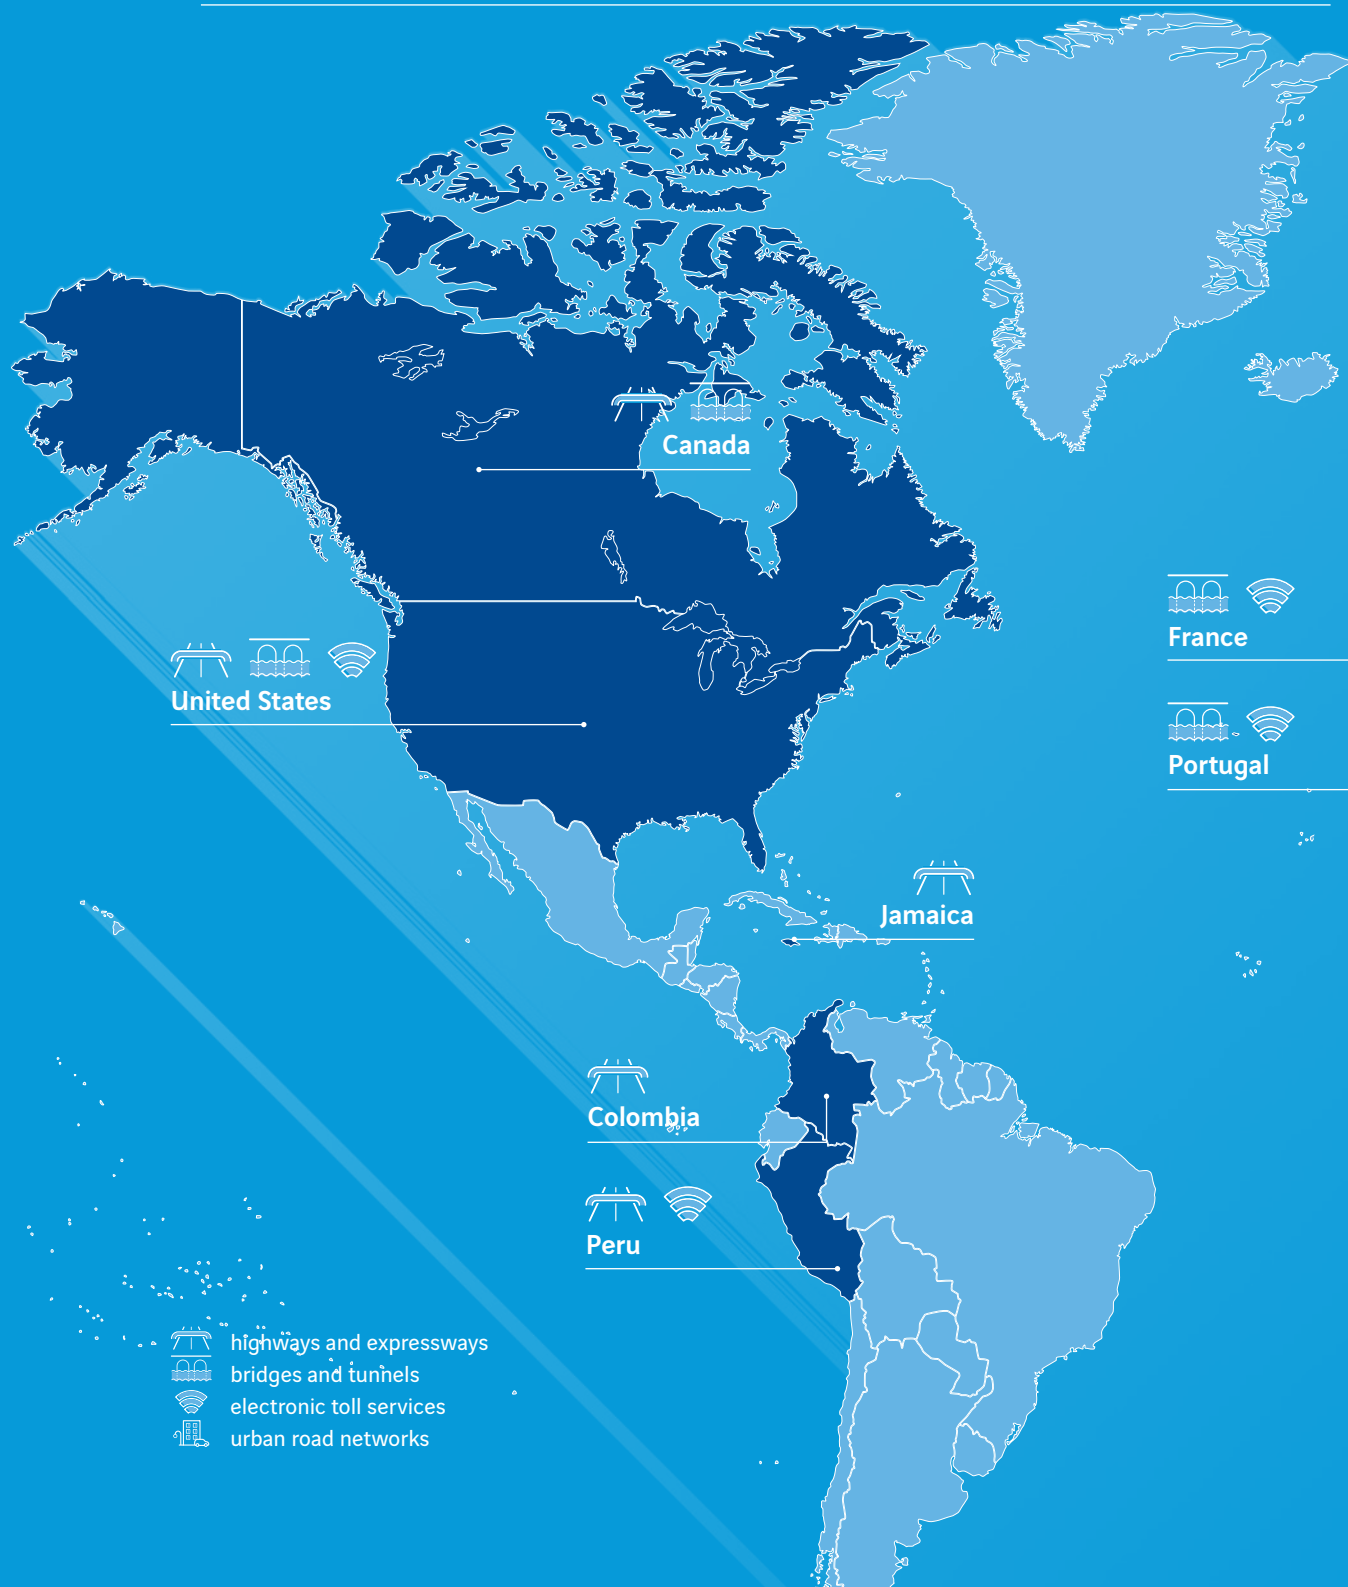 Canada
France
United States
Portugal
Jamaica
Colombia
Peru
highways and expressways
bridges and tunnels
electronic toll services
urban road networks